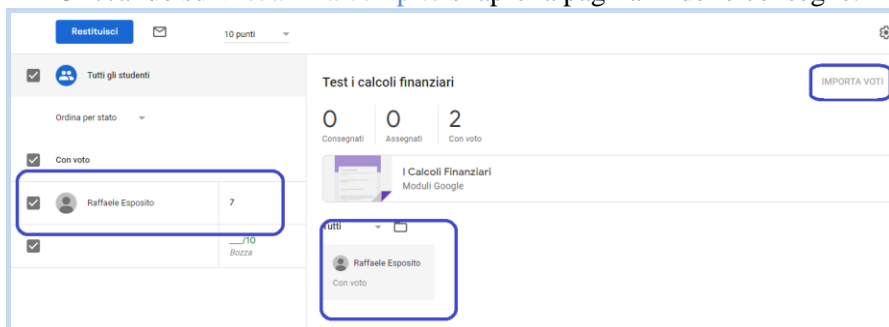 Restituisci
10 punti
Tutti gli studenti
Ordina per stato
Con voto
Raffaele Esposito 7
__/10
Bozza
Test i calcoli finanziari
IMPORTA VOTI
0 0 2
Consegnati Assegnati Con voto
I Calcoli Finanziari
Moduli Google
Tutti
Raffaele Esposito
Con voto